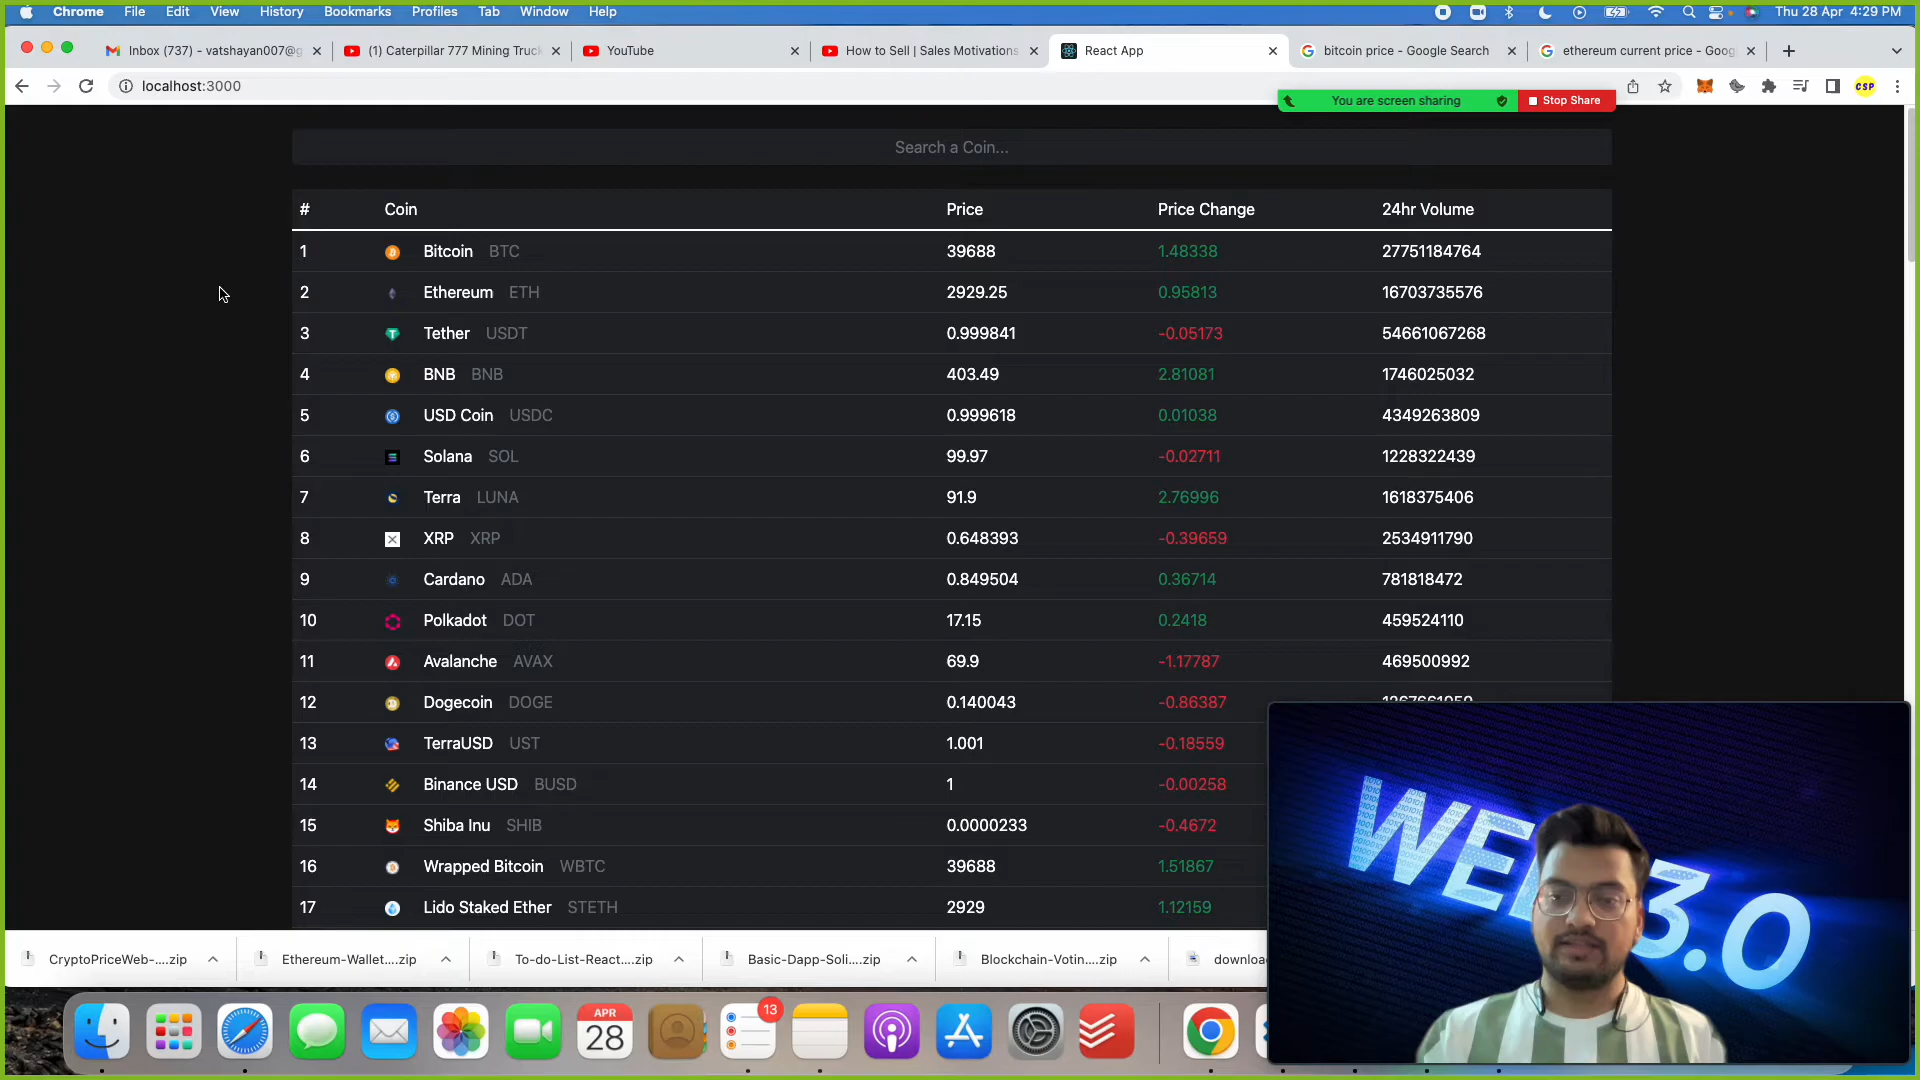 Chrome File Edit View History Bookmarks Profiles Tab Window Help Thu 28 Apr 4:29 PM
Inbox (737) - vatshayan007@g (1) Caterpillar 777 Mining Truck YouTube How to Sell | Sales Motivations React App bitcoin price - Google Search ethereum current price - Goog
localhost:3000 CSP
You are screen sharing Stop Share
Search a Coin...
# Coin Price Price Change 24hr Volume
1 Bitcoin BTC 39688 1.48338 27751184764
2 Ethereum ETH 2929.25 0.95813 16703735576
3 Tether USDT 0.999841 -0.05173 54661067268
4 BNB BNB 403.49 2.81081 1746025032
5 USD Coin USDC 0.999618 0.01038 4349263809
6 Solana SOL 99.97 -0.02711 1228322439
7 Terra LUNA 91.9 2.76996 1618375406
8 XRP XRP 0.648393 -0.39659 2534911790
9 Cardano ADA 0.849504 0.36714 781818472
10 Polkadot DOT 17.15 0.2418 459524110
11 Avalanche AVAX 69.9 -1.17787 469500992
12 Dogecoin DOGE 0.140043 -0.86387
13 TerraUSD UST 1.001 -0.18559
14 Binance USD BUSD 1 -0.00258
15 Shiba Inu SHIB 0.0000233 -0.4672
16 Wrapped Bitcoin WBTC 39688 1.51867
17 Lido Staked Ether STETH 2929 1.12159
WE 3.0
CryptoPriceWeb-....zip Ethereum-Wallet....zip To-do-List-React....zip Basic-Dapp-Soli....zip Blockchain-Votin....zip downloa
APR
28
13